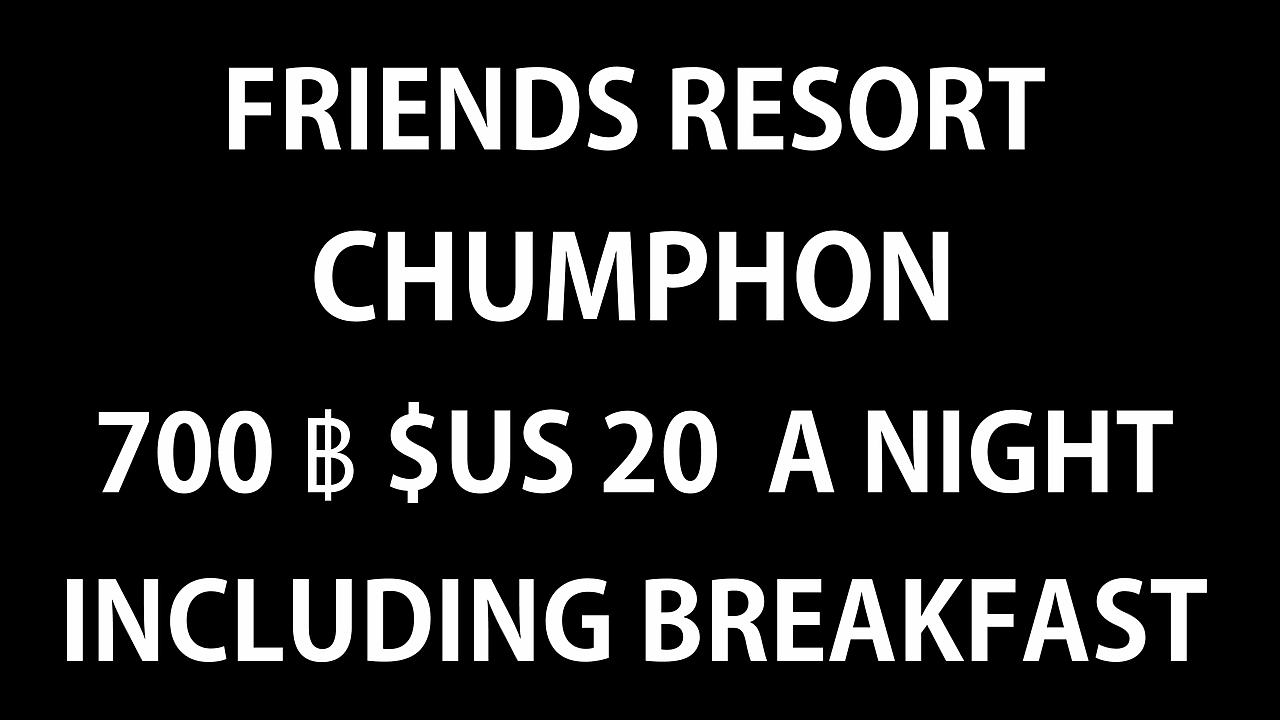 FRIENDS RESORT
CHUMPHON
700 ฿ $US 20 A NIGHT
INCLUDING BREAKFAST